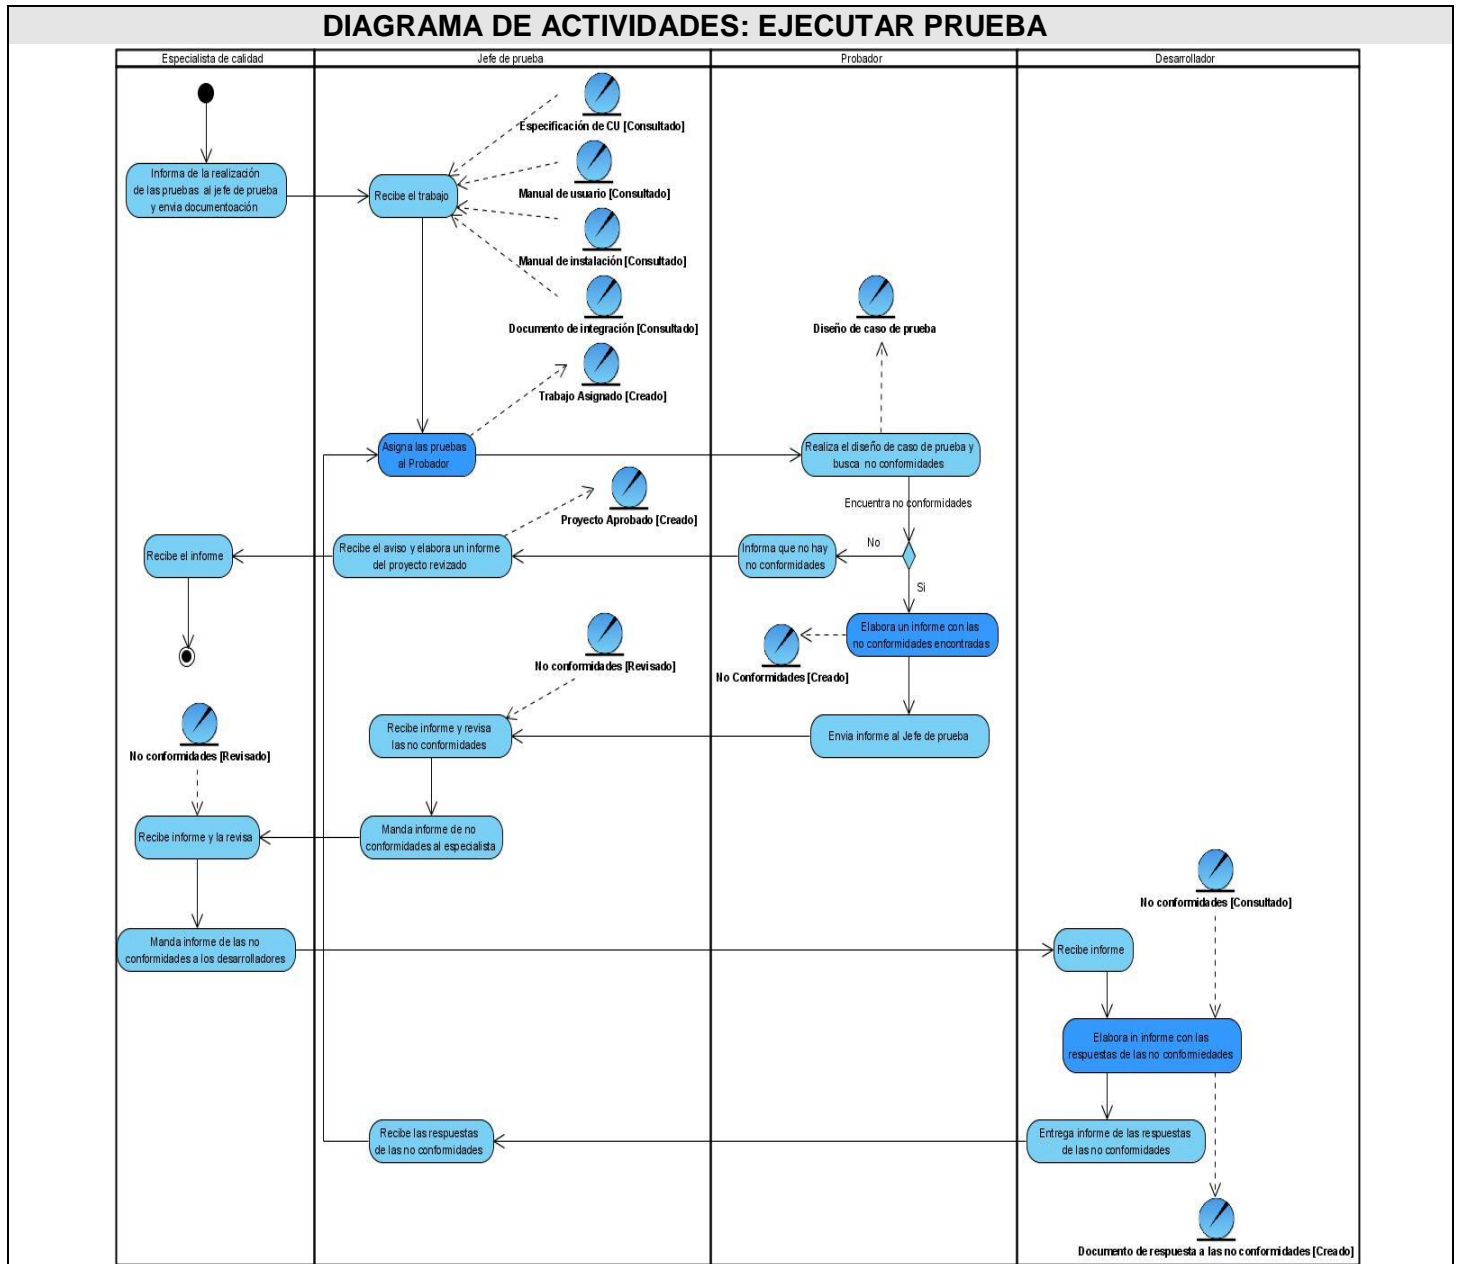 DIAGRAMA DE ACTIVIDADES: EJECUTAR PRUEBA
Especialista de calidad
Jefe de prueba
Probador
Desarrollador
Especificación de CU [Consultado]
Informa de la realización
de las pruebas al jefe de prueba
y envia documentoación
Recibe el trabajo
Manual de usuario [Consultado]
Manual de instalación [Consultado]
Documento de integración [Consultado]
Diseño de caso de prueba
Trabajo Asignado [Creado]
Asigna las pruebas
al Probador
Realiza el diseño de caso de prueba y
busca no conformidades
Encuentra no conformidades
Proyecto Aprobado [Creado]
Recibe el informe
Recibe el aviso y elabora un informe
del proyecto revizado
Informa que no hay
no conformidades
No
Si
Elabora un informe con las
no conformidades encontradas
No conformidades [Revisado]
No Conformidades [Creado]
Recibe informe y revisa
las no conformidades
Envia informe al Jefe de prueba
No conformidades [Revisado]
Recibe informe y la revisa
Manda informe de no
conformidades al especialista
No conformidades [Consultado]
Manda informe de las no
conformidades a los desarrolladores
Recibe informe
Elabora in informe con las
respuestas de las no conformiedades
Recibe las respuestas
de las no conformidades
Entrega informe de las respuestas
de las no conformidades
Documento de respuesta a las no conformidades [Creado]